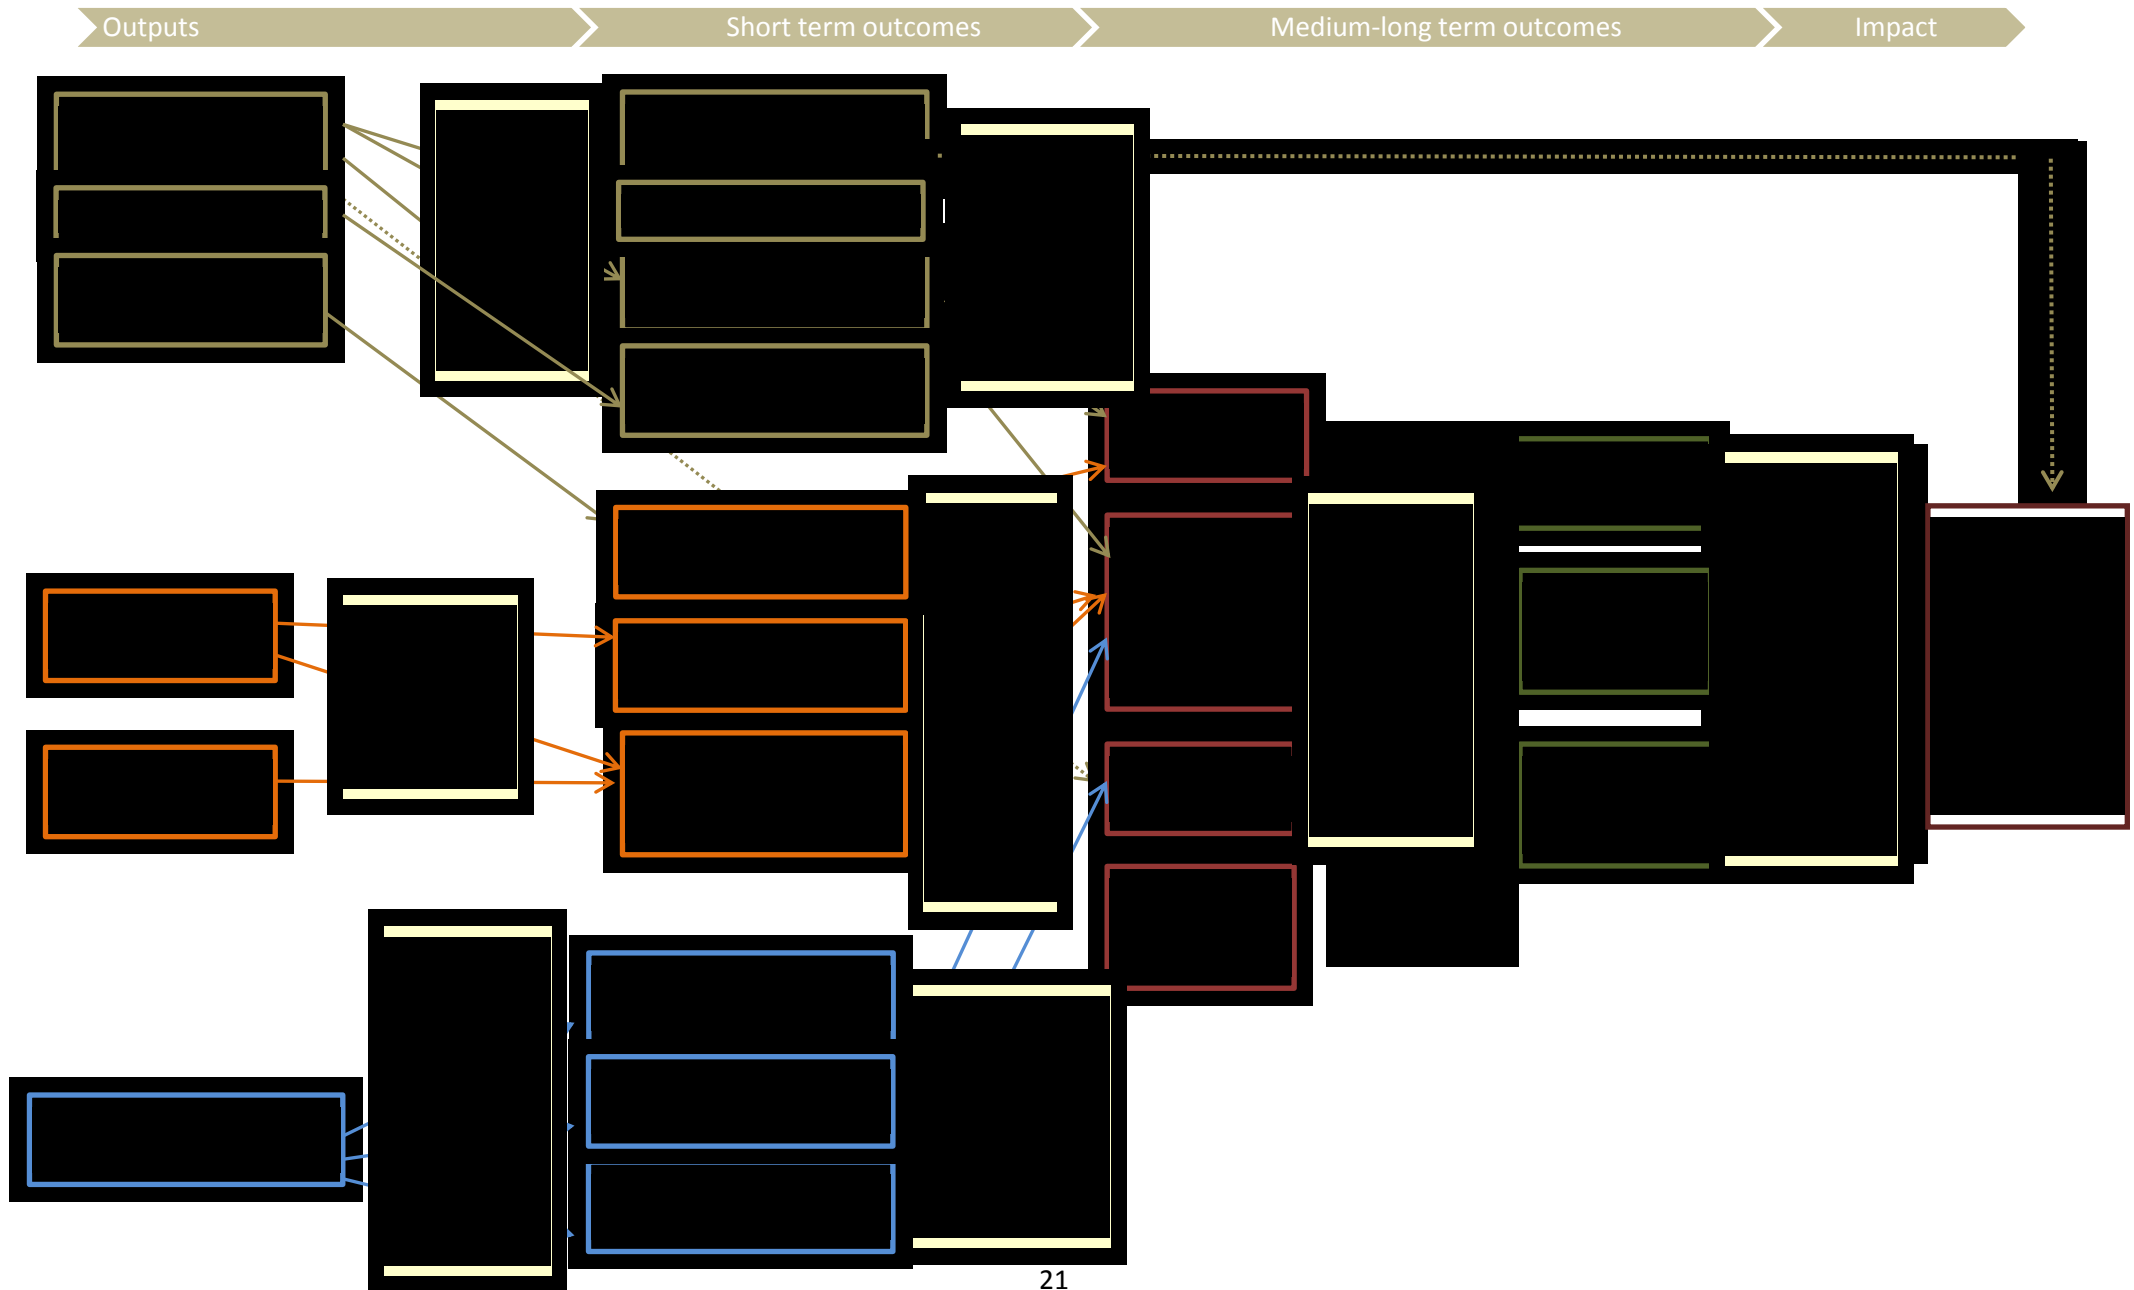 Outputs
Short term outcomes
Medium-long term outcomes
Impact
21